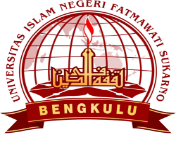 UNIVERSITAS ISLAM NEGERI FATMAWATI SUKARNO
BENGKULU